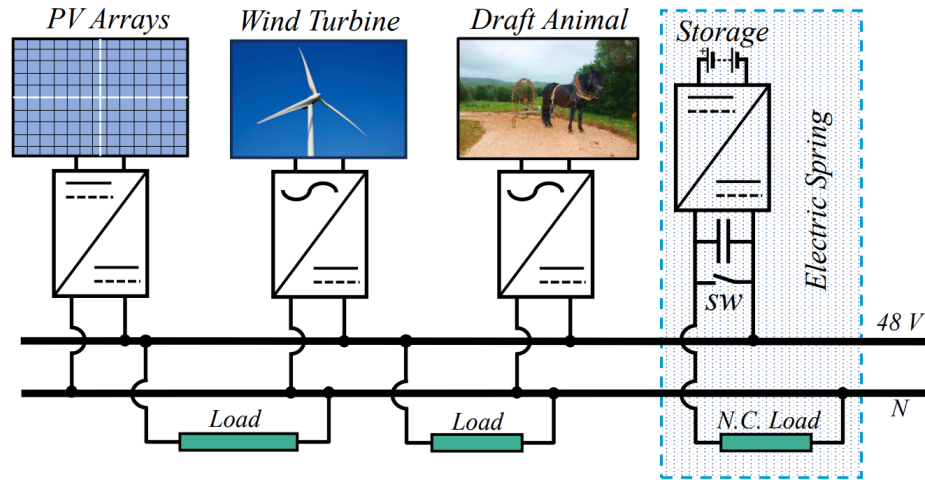 PV Arrays
Wind Turbine
Draft Animal
Storage
+
Electric Spring
SW
48 V
N
Load
Load
N.C. Load